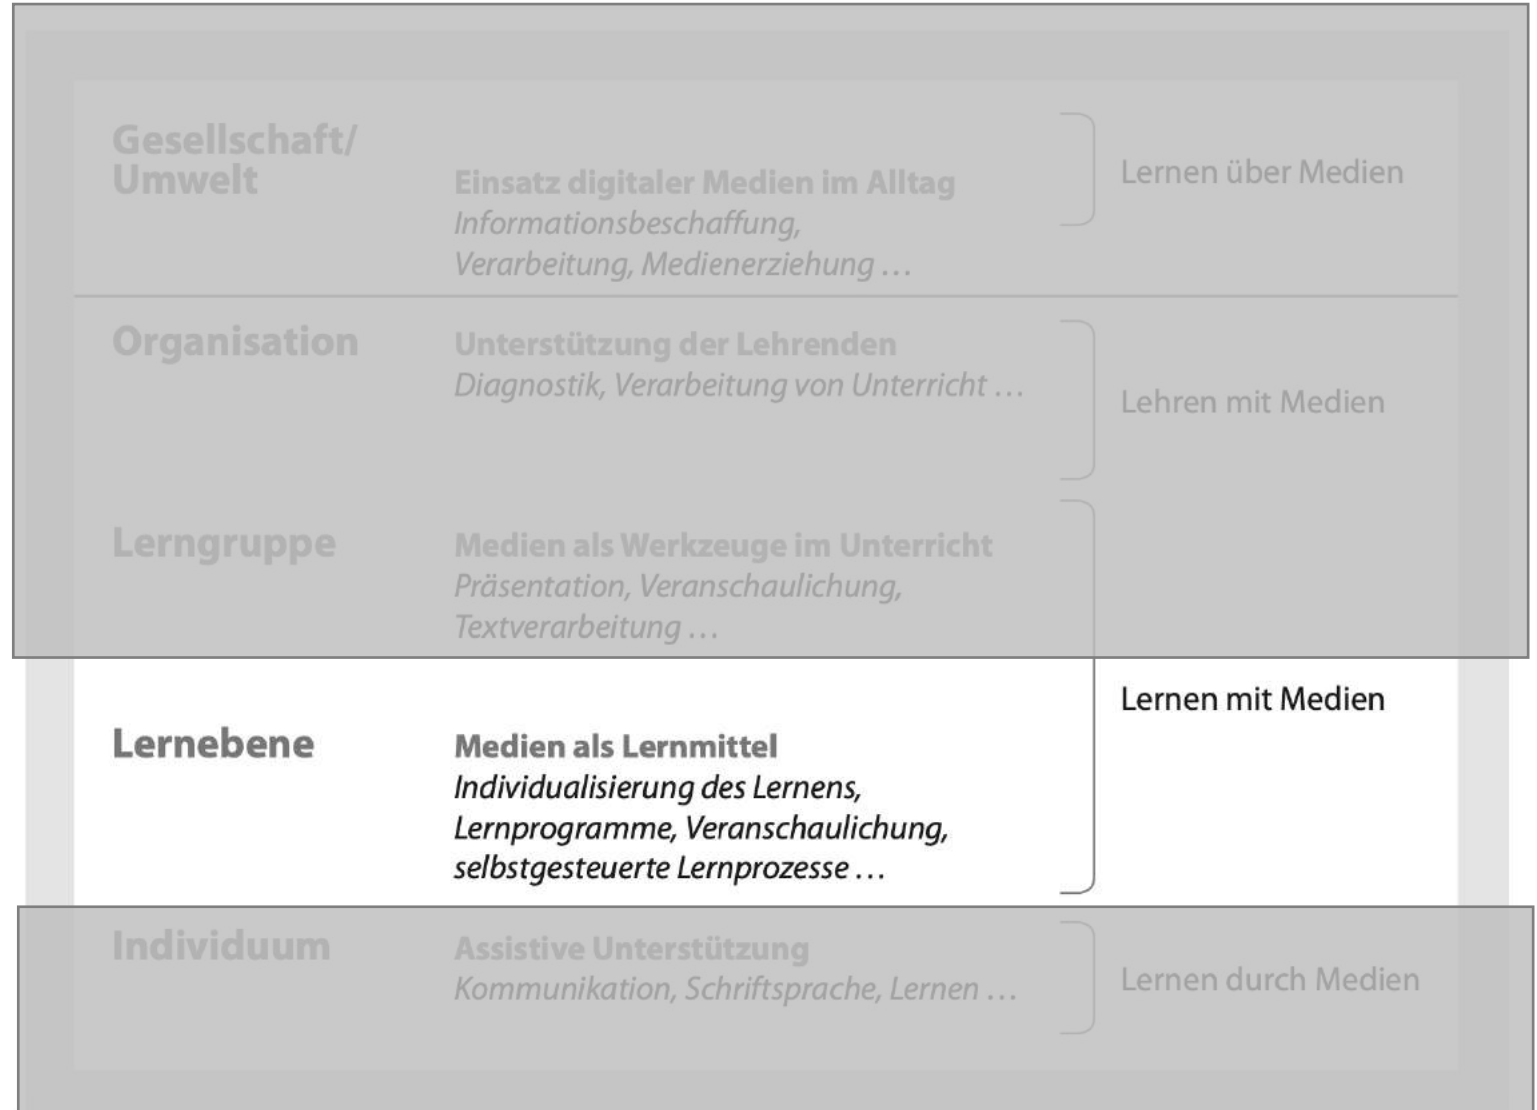 Gesellschaft/
Umwelt
Einsatz digitaler Medien im Alltag
Informationsbeschaffung,
Verarbeitung, Medienerziehung …
Lernen über Medien
Organisation
Unterstützung der Lehrenden
Diagnostik, Verarbeitung von Unterricht …
Lehren mit Medien
Lerngruppe
Medien als Werkzeuge im Unterricht
Präsentation, Veranschaulichung,
Textverarbeitung …
Lernen mit Medien
Lernebene
Medien als Lernmittel
Individualisierung des Lernens,
Lernprogramme, Veranschaulichung,
selbstgesteuerte Lernprozesse …
Individuum
Assistive Unterstützung
Kommunikation, Schriftsprache, Lernen …
Lernen durch Medien